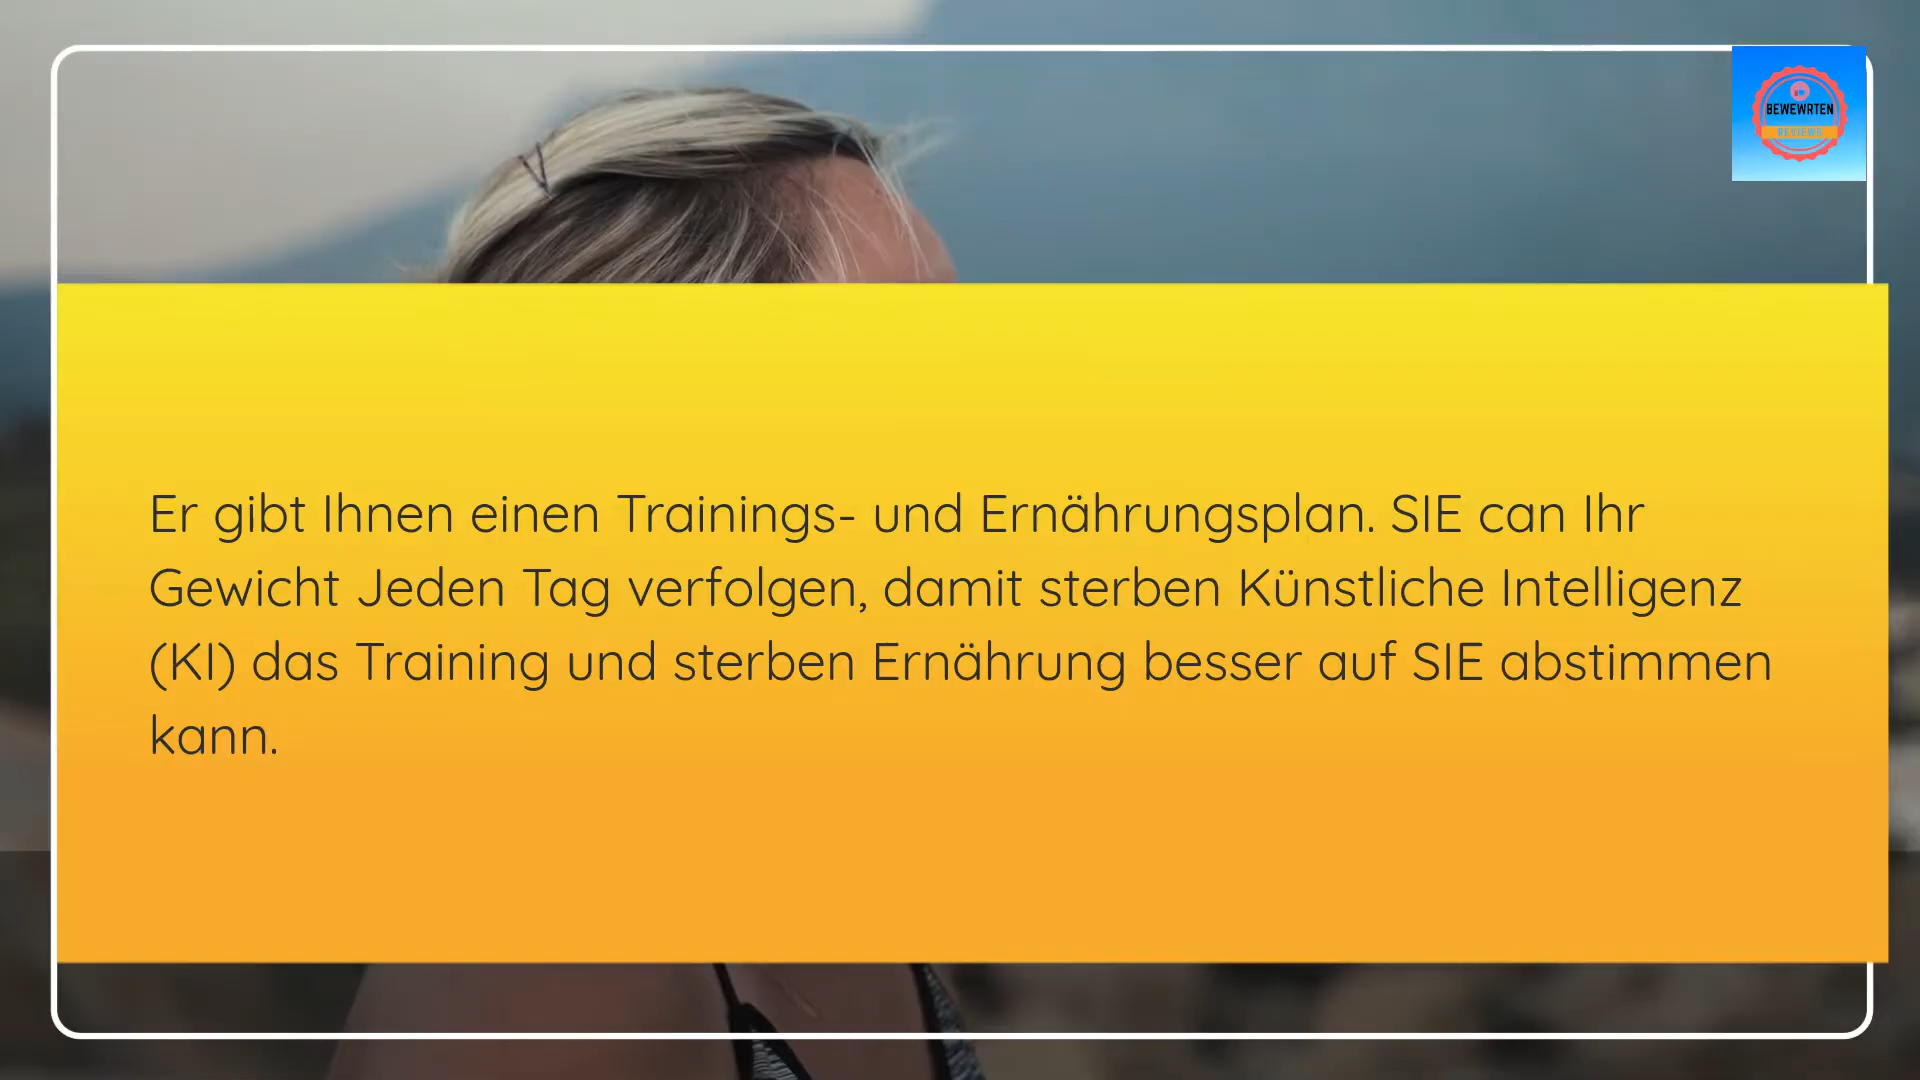 BEWEWRTEN
REVIEWS
Er gibt Ihnen einen Trainings- und Ernährungsplan. SIE can Ihr
Gewicht Jeden Tag verfolgen, damit sterben Künstliche Intelligenz
(KI) das Training und sterben Ernährung besser auf SIE abstimmen
kann.